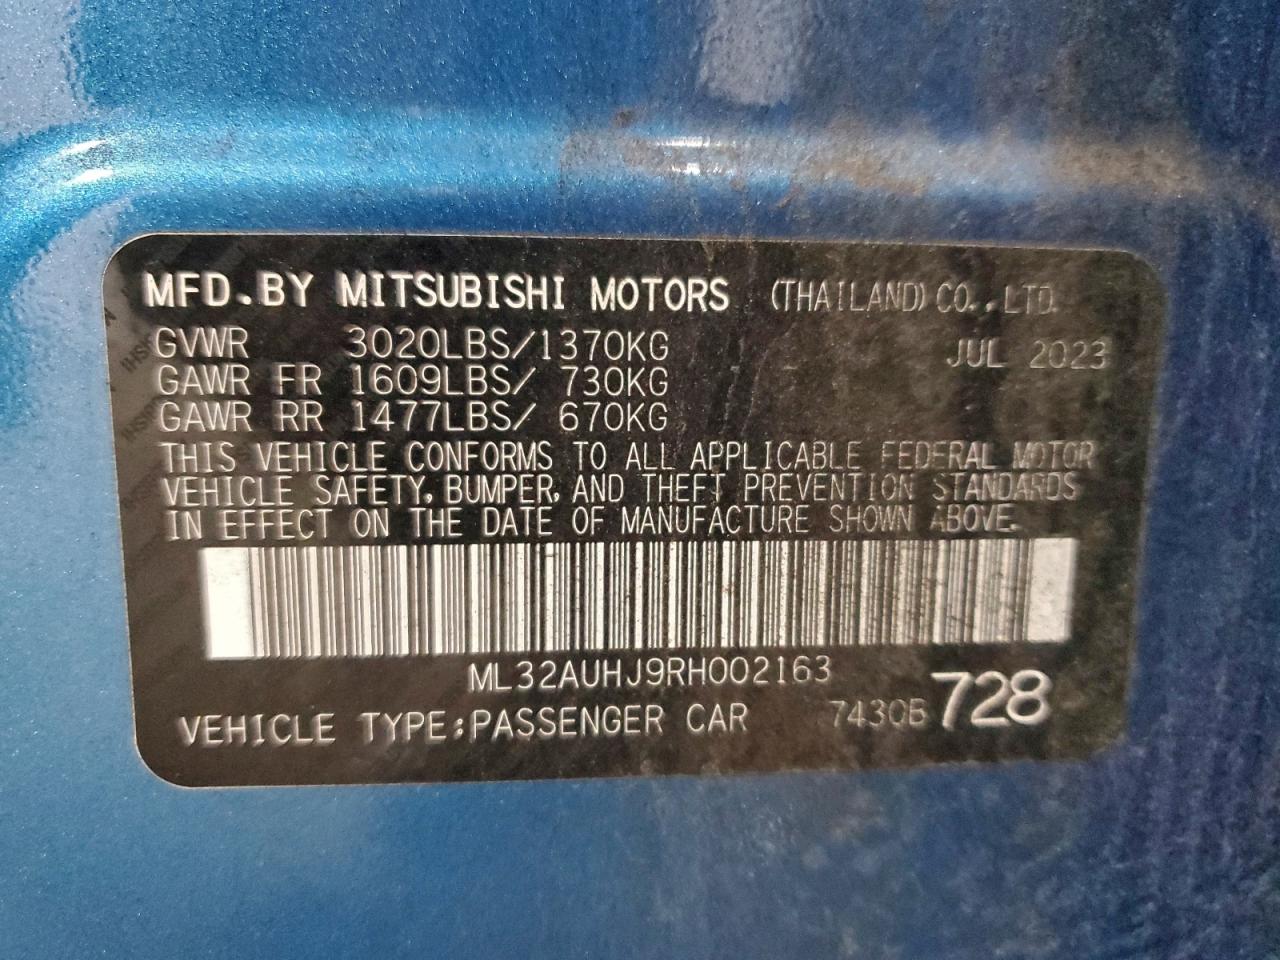 MFD.BY MITSUBISHI MOTORS (THAILAND) CO.,LTD.
GVWR 3020LBS/1370KG JUL 2023
GAWR FR 1609LBS/ 730KG
GAWR RR 1477LBS/ 670KG
THIS VEHICLE CONFORMS TO ALL APPLICABLE FEDERAL MOTOR
VEHICLE SAFETY, BUMPER, AND THEFT PREVENTION STANDARDS
IN EFFECT ON THE DATE OF MANUFACTURE SHOWN ABOVE.
ML32AUHJ9RH002163
VEHICLE TYPE:PASSENGER CAR 7430B 728